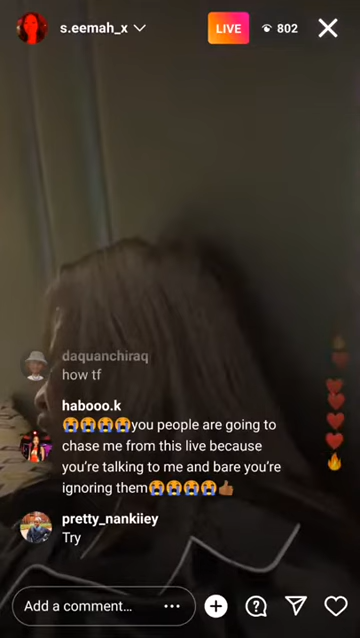 s.eemah_x
LIVE
802
daquanchiraq
how tf
habooo.k
😭😭😭😭you people are going to
chase me from this live because
you're talking to me and bare you're
ignoring them😭😭😭😭👍🏾
pretty_nankiiey
Try
Add a comment...